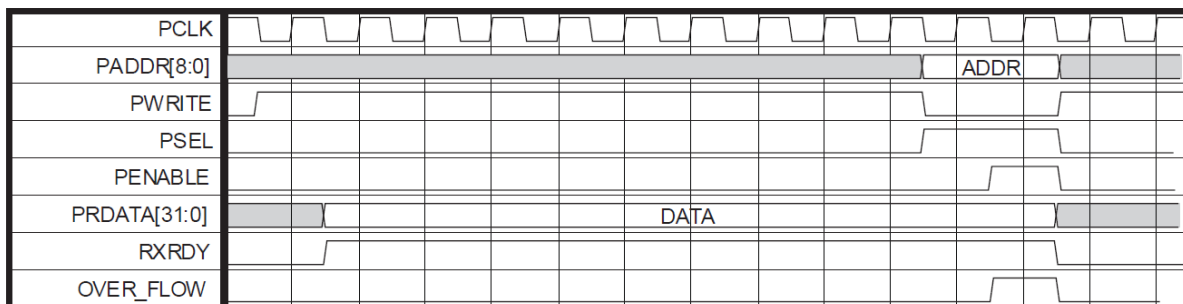 PCLK
PADDR[8:0] ADDR
PWRITE
PSEL
PENABLE
PRDATA[31:0] DATA
RXRDY
OVER_FLOW